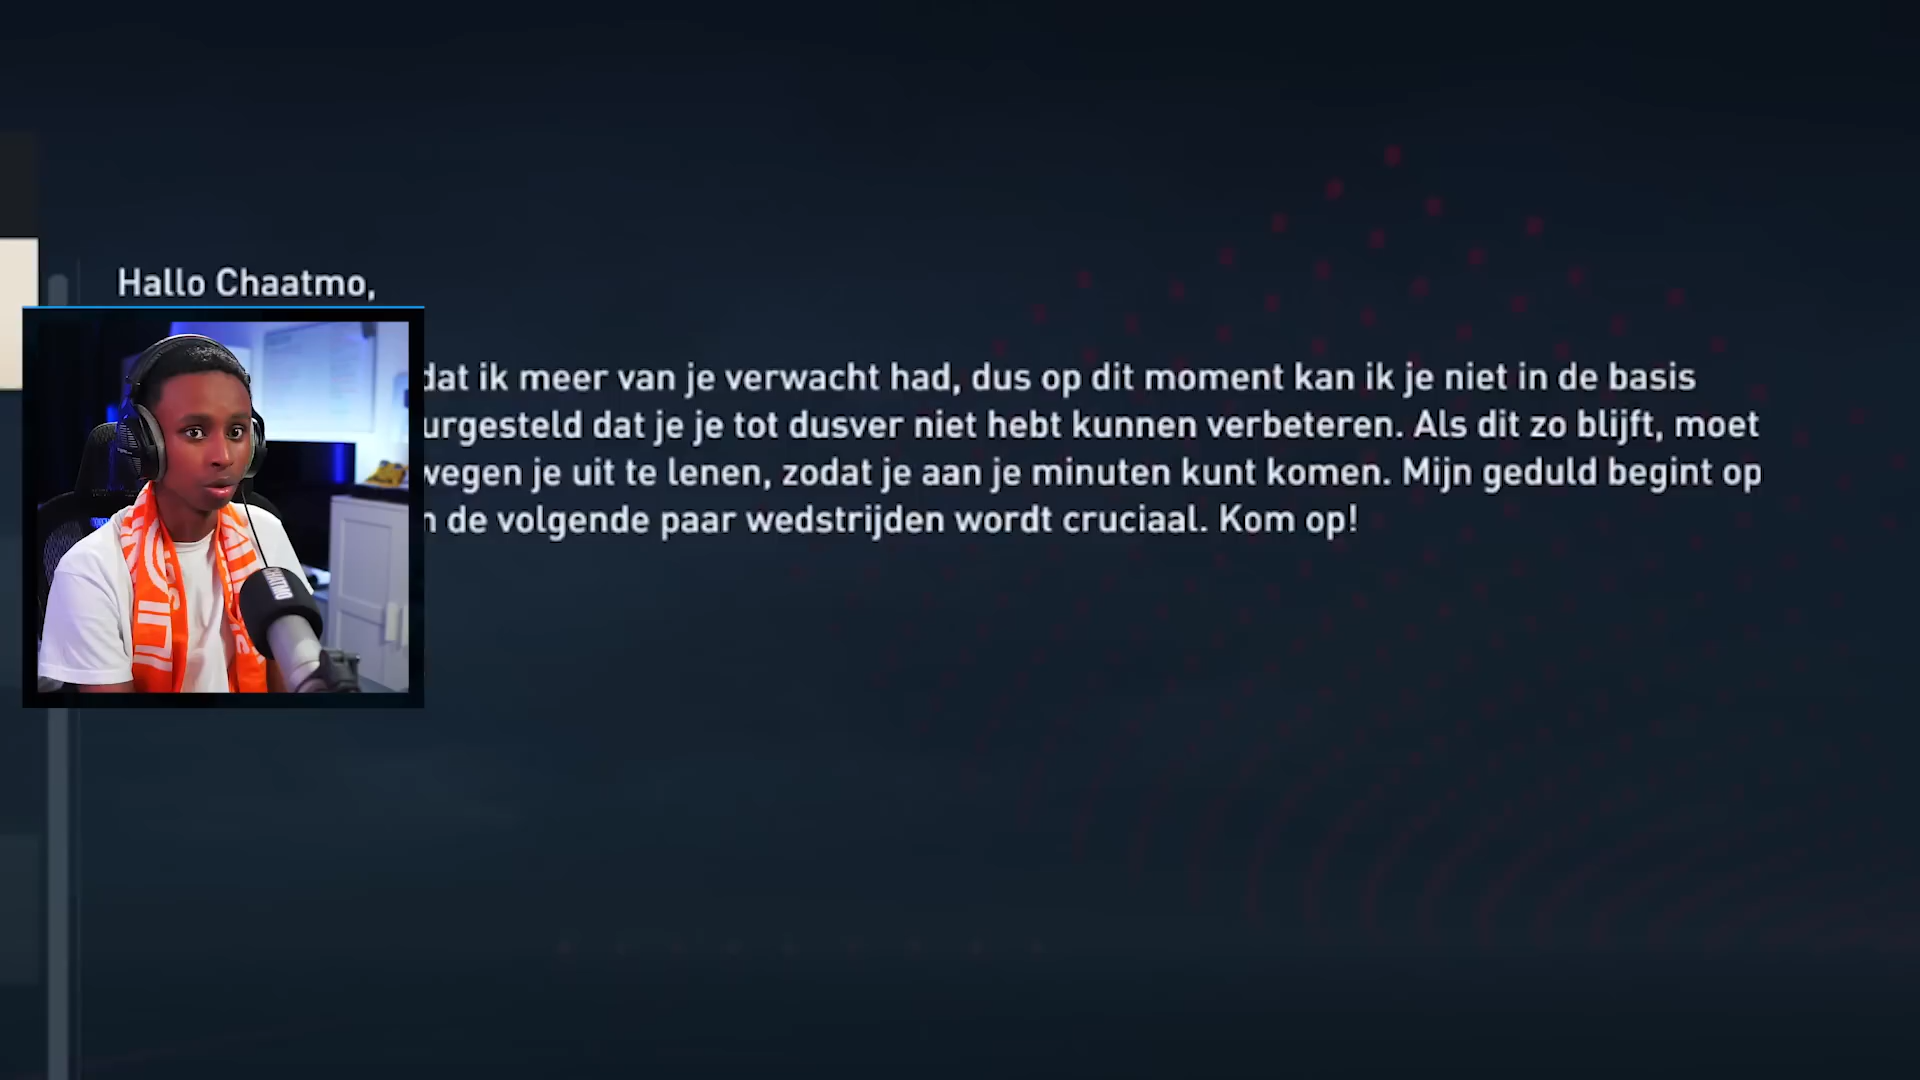 Hallo Chaatmo,
dat ik meer van je verwacht had, dus op dit moment kan ik je niet in de basis
urgesteld dat je je tot dusver niet hebt kunnen verbeteren. Als dit zo blijft, moet
wegen je uit te lenen, zodat je aan je minuten kunt komen. Mijn geduld begint op
de volgende paar wedstrijden wordt cruciaal. Kom op!
CHATMO